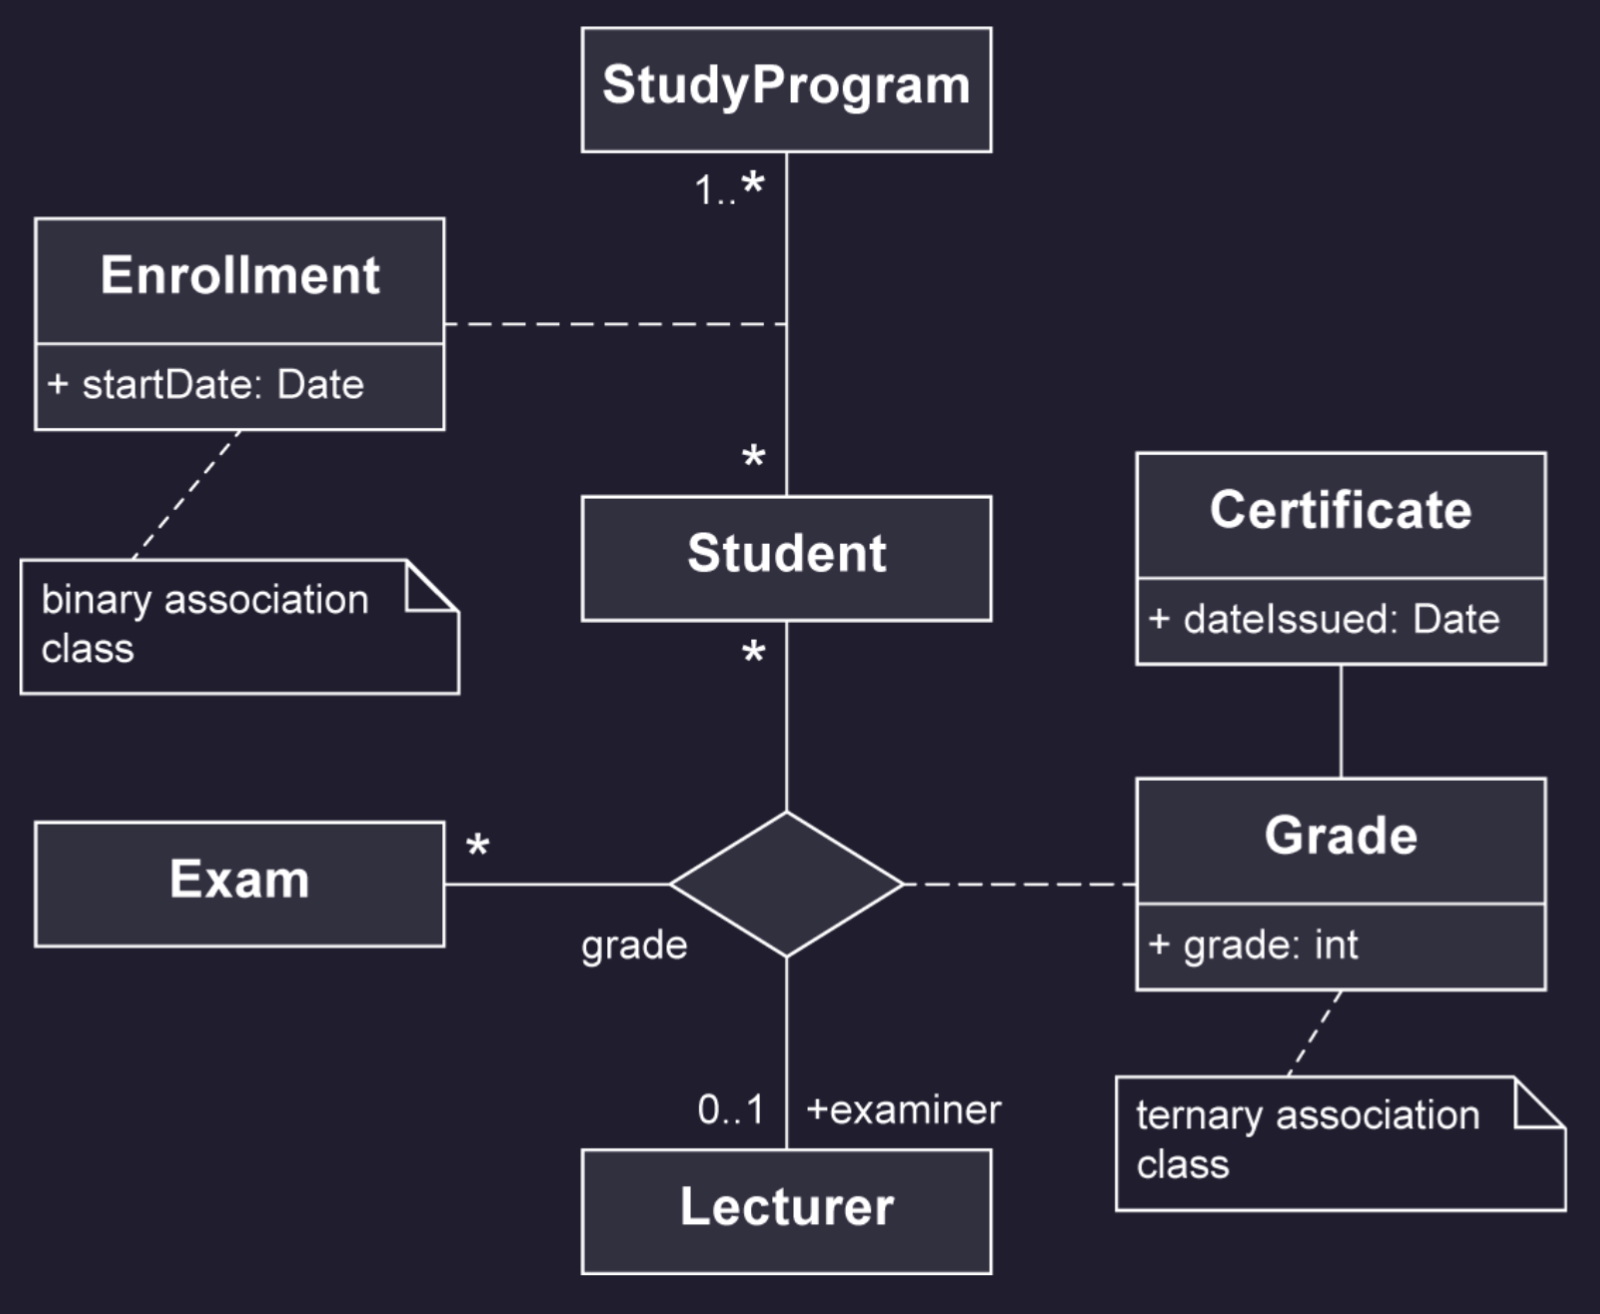 StudyProgram
1..*
Enrollment
+ startDate: Date
*
binary association
class
Student
*
Certificate
+ dateIssued: Date
Exam
*
grade
Grade
+ grade: int
0..1
+examiner
Lecturer
ternary association
class